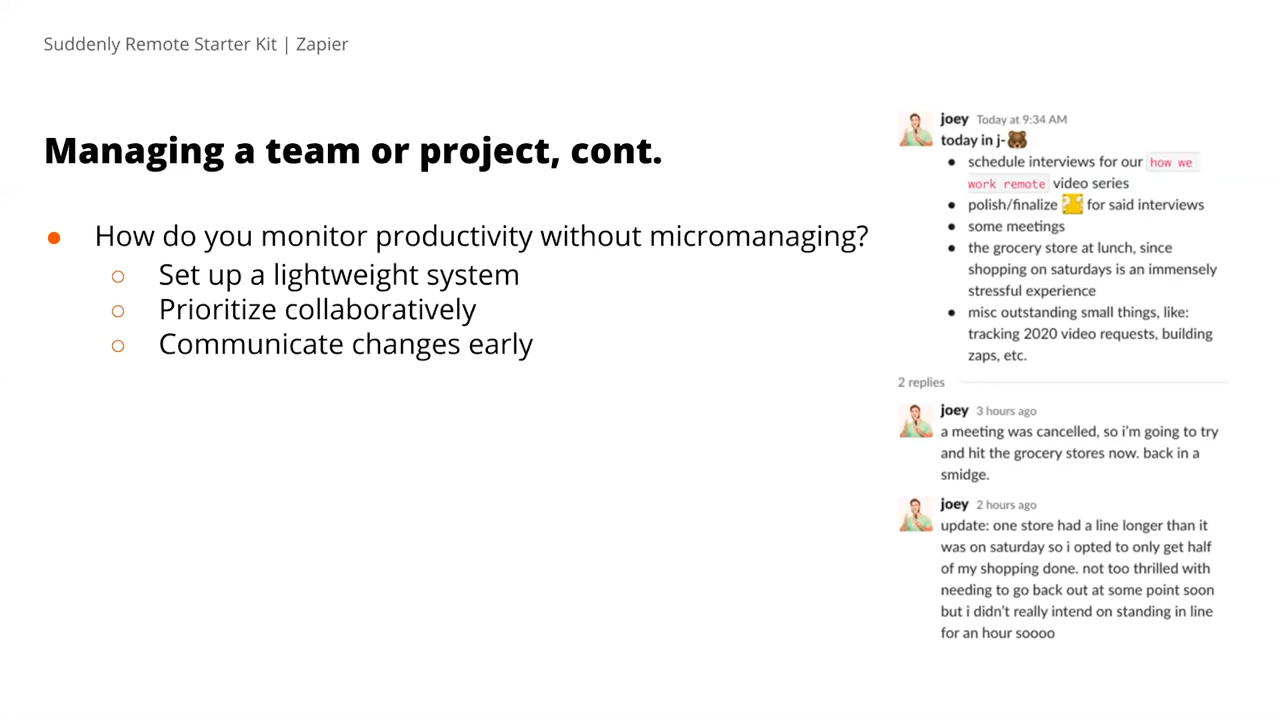 Suddenly Remote Starter Kit | Zapier
Managing a team or project, cont.
● How do you monitor productivity without micromanaging?
○ Set up a lightweight system
○ Prioritize collaboratively
○ Communicate changes early
joey Today at 9:34 AM
today in j-🐻
● schedule interviews for our how we
work remote video series
● polish/finalize for said interviews
● some meetings
● the grocery store at lunch, since
shopping on saturdays is an immensely
stressful experience
● misc outstanding small things, like:
tracking 2020 video requests, building
zaps, etc.
2 replies
joey 3 hours ago
a meeting was cancelled, so i'm going to try
and hit the grocery stores now. back in a
smidge.
joey 2 hours ago
update: one store had a line longer than it
was on saturday so i opted to only get half
of my shopping done. not too thrilled with
needing to go back out at some point soon
but i didn't really intend on standing in line
for an hour soooo